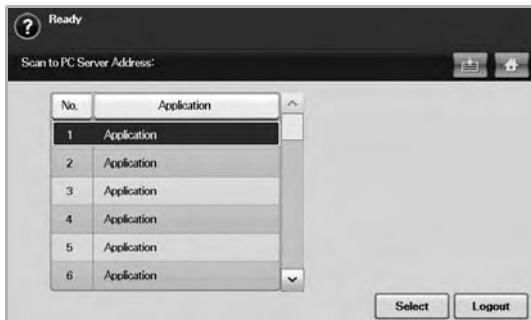 ? Ready
Scan to PC Server Address:
No. Application
1 Application
2 Application
3 Application
4 Application
5 Application
6 Application
Select Logout